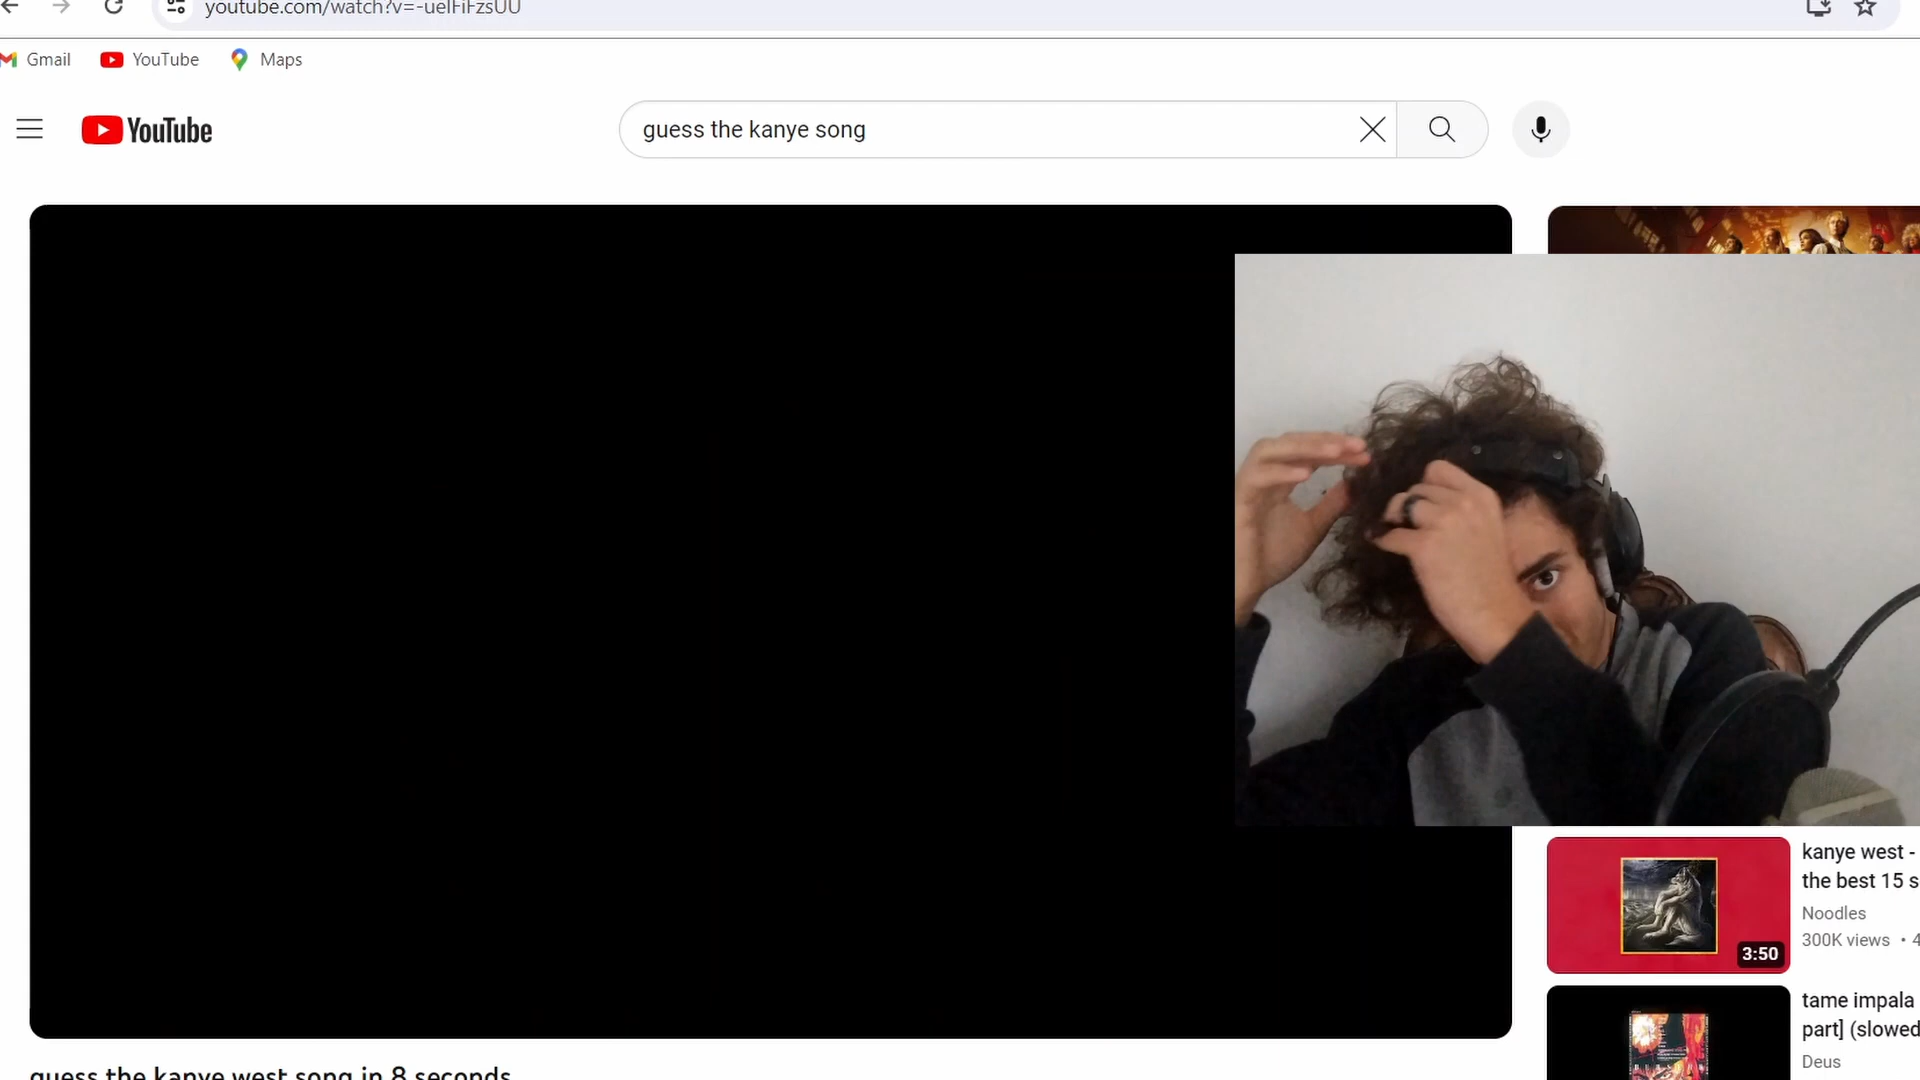 youtube.com/watch?v=-uelFiFzsUU
Gmail YouTube Maps
YouTube
guess the kanye song
kanye west -
the best 15 s
Noodles
300K views • 4
3:50
tame impala
part] (slowed
Deus
guess the kanye west song in 8 seconds